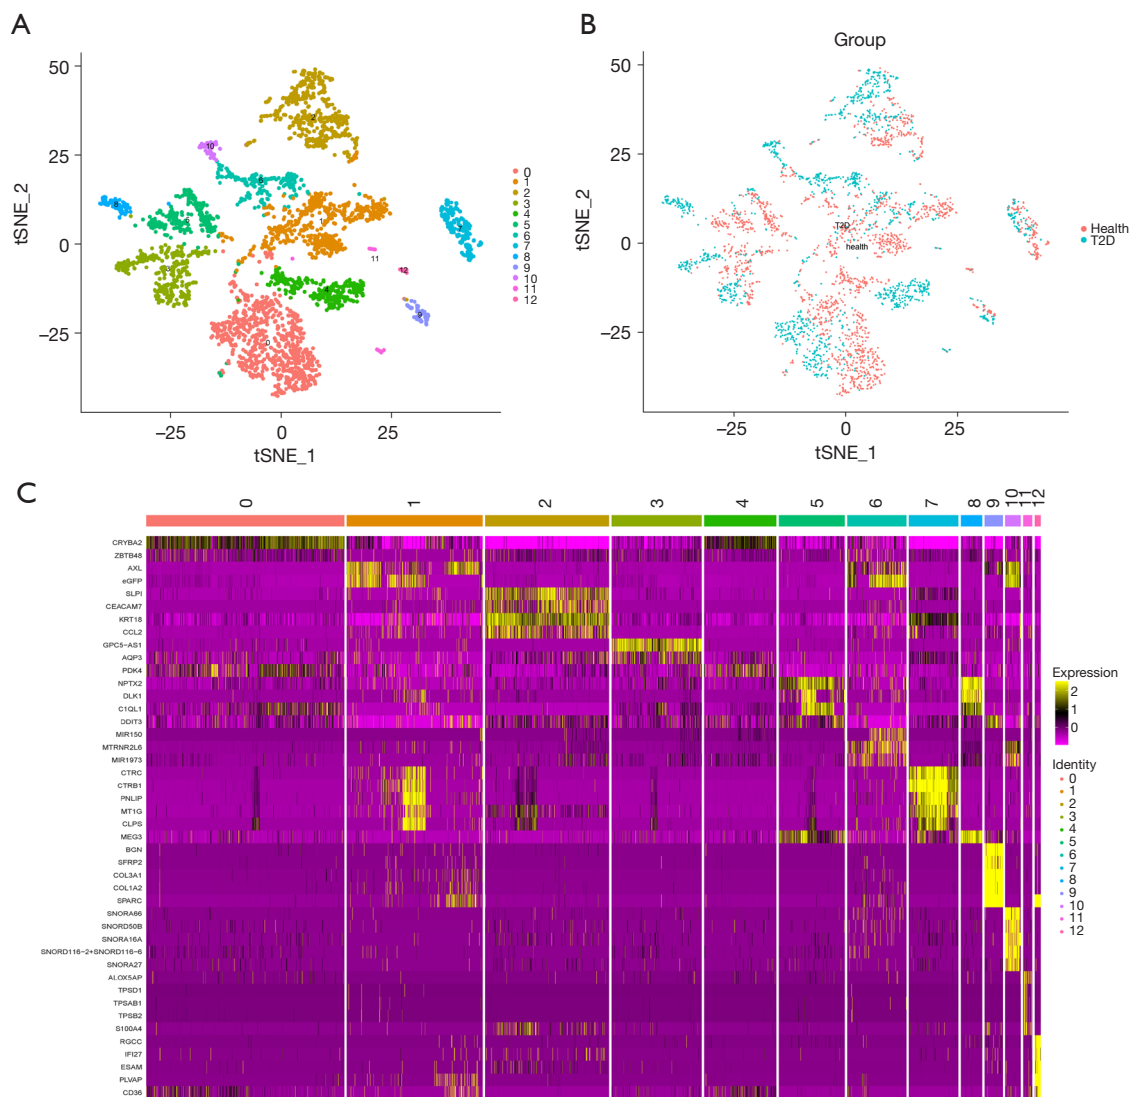 A
B
Group
50
25
0
−25
tSNE_2
−25
0
25
tSNE_1
2
10
6
8
5
1
7
3
11
12
4
9
0
0
1
2
3
4
5
6
7
8
9
10
11
12
50
25
0
−25
tSNE_2
−25
0
25
tSNE_1
T2D
health
Health
T2D
C
0
1
2
3
4
5
6
7
8
9
10
11
12
CRYBA2
ZBTB48
AXL
eGFP
SLPI
CEACAM7
KRT18
CCL2
GPC5−AS1
AQP3
PDK4
NPTX2
DLK1
C1QL1
DDIT3
MIR150
MTRNR2L6
MIR1973
CTRC
CTRB1
PNLIP
MT1G
CLPS
MEG3
BGN
SFRP2
COL3A1
COL1A2
SPARC
SNORA66
SNORD50B
SNORA16A
SNORD116−2+SNORD116−6
SNORA27
ALOX5AP
TPSD1
TPSAB1
TPSB2
S100A4
RGCC
IFI27
ESAM
PLVAP
CD36
Expression
2
1
0
Identity
0
1
2
3
4
5
6
7
8
9
10
11
12